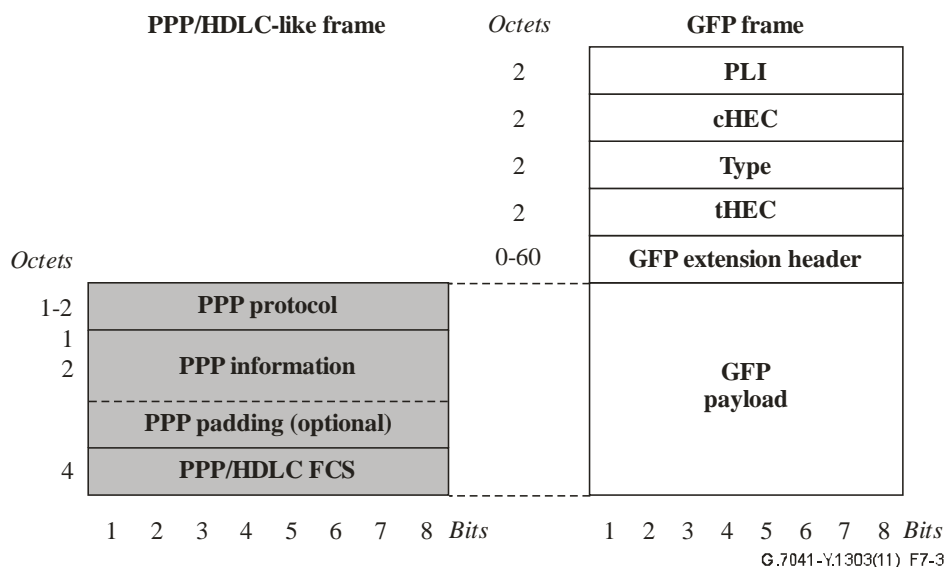 PPP/HDLC-like frame Octets GFP frame
2 PLI
2 cHEC
2 Type
2 tHEC
Octets 0-60 GFP extension header
1-2 PPP protocol
1
2 PPP information
GFP
payload
PPP padding (optional)
4 PPP/HDLC FCS
1 2 3 4 5 6 7 8 Bits 1 2 3 4 5 6 7 8 Bits
G.7041-Y.1303(11)_F7-3